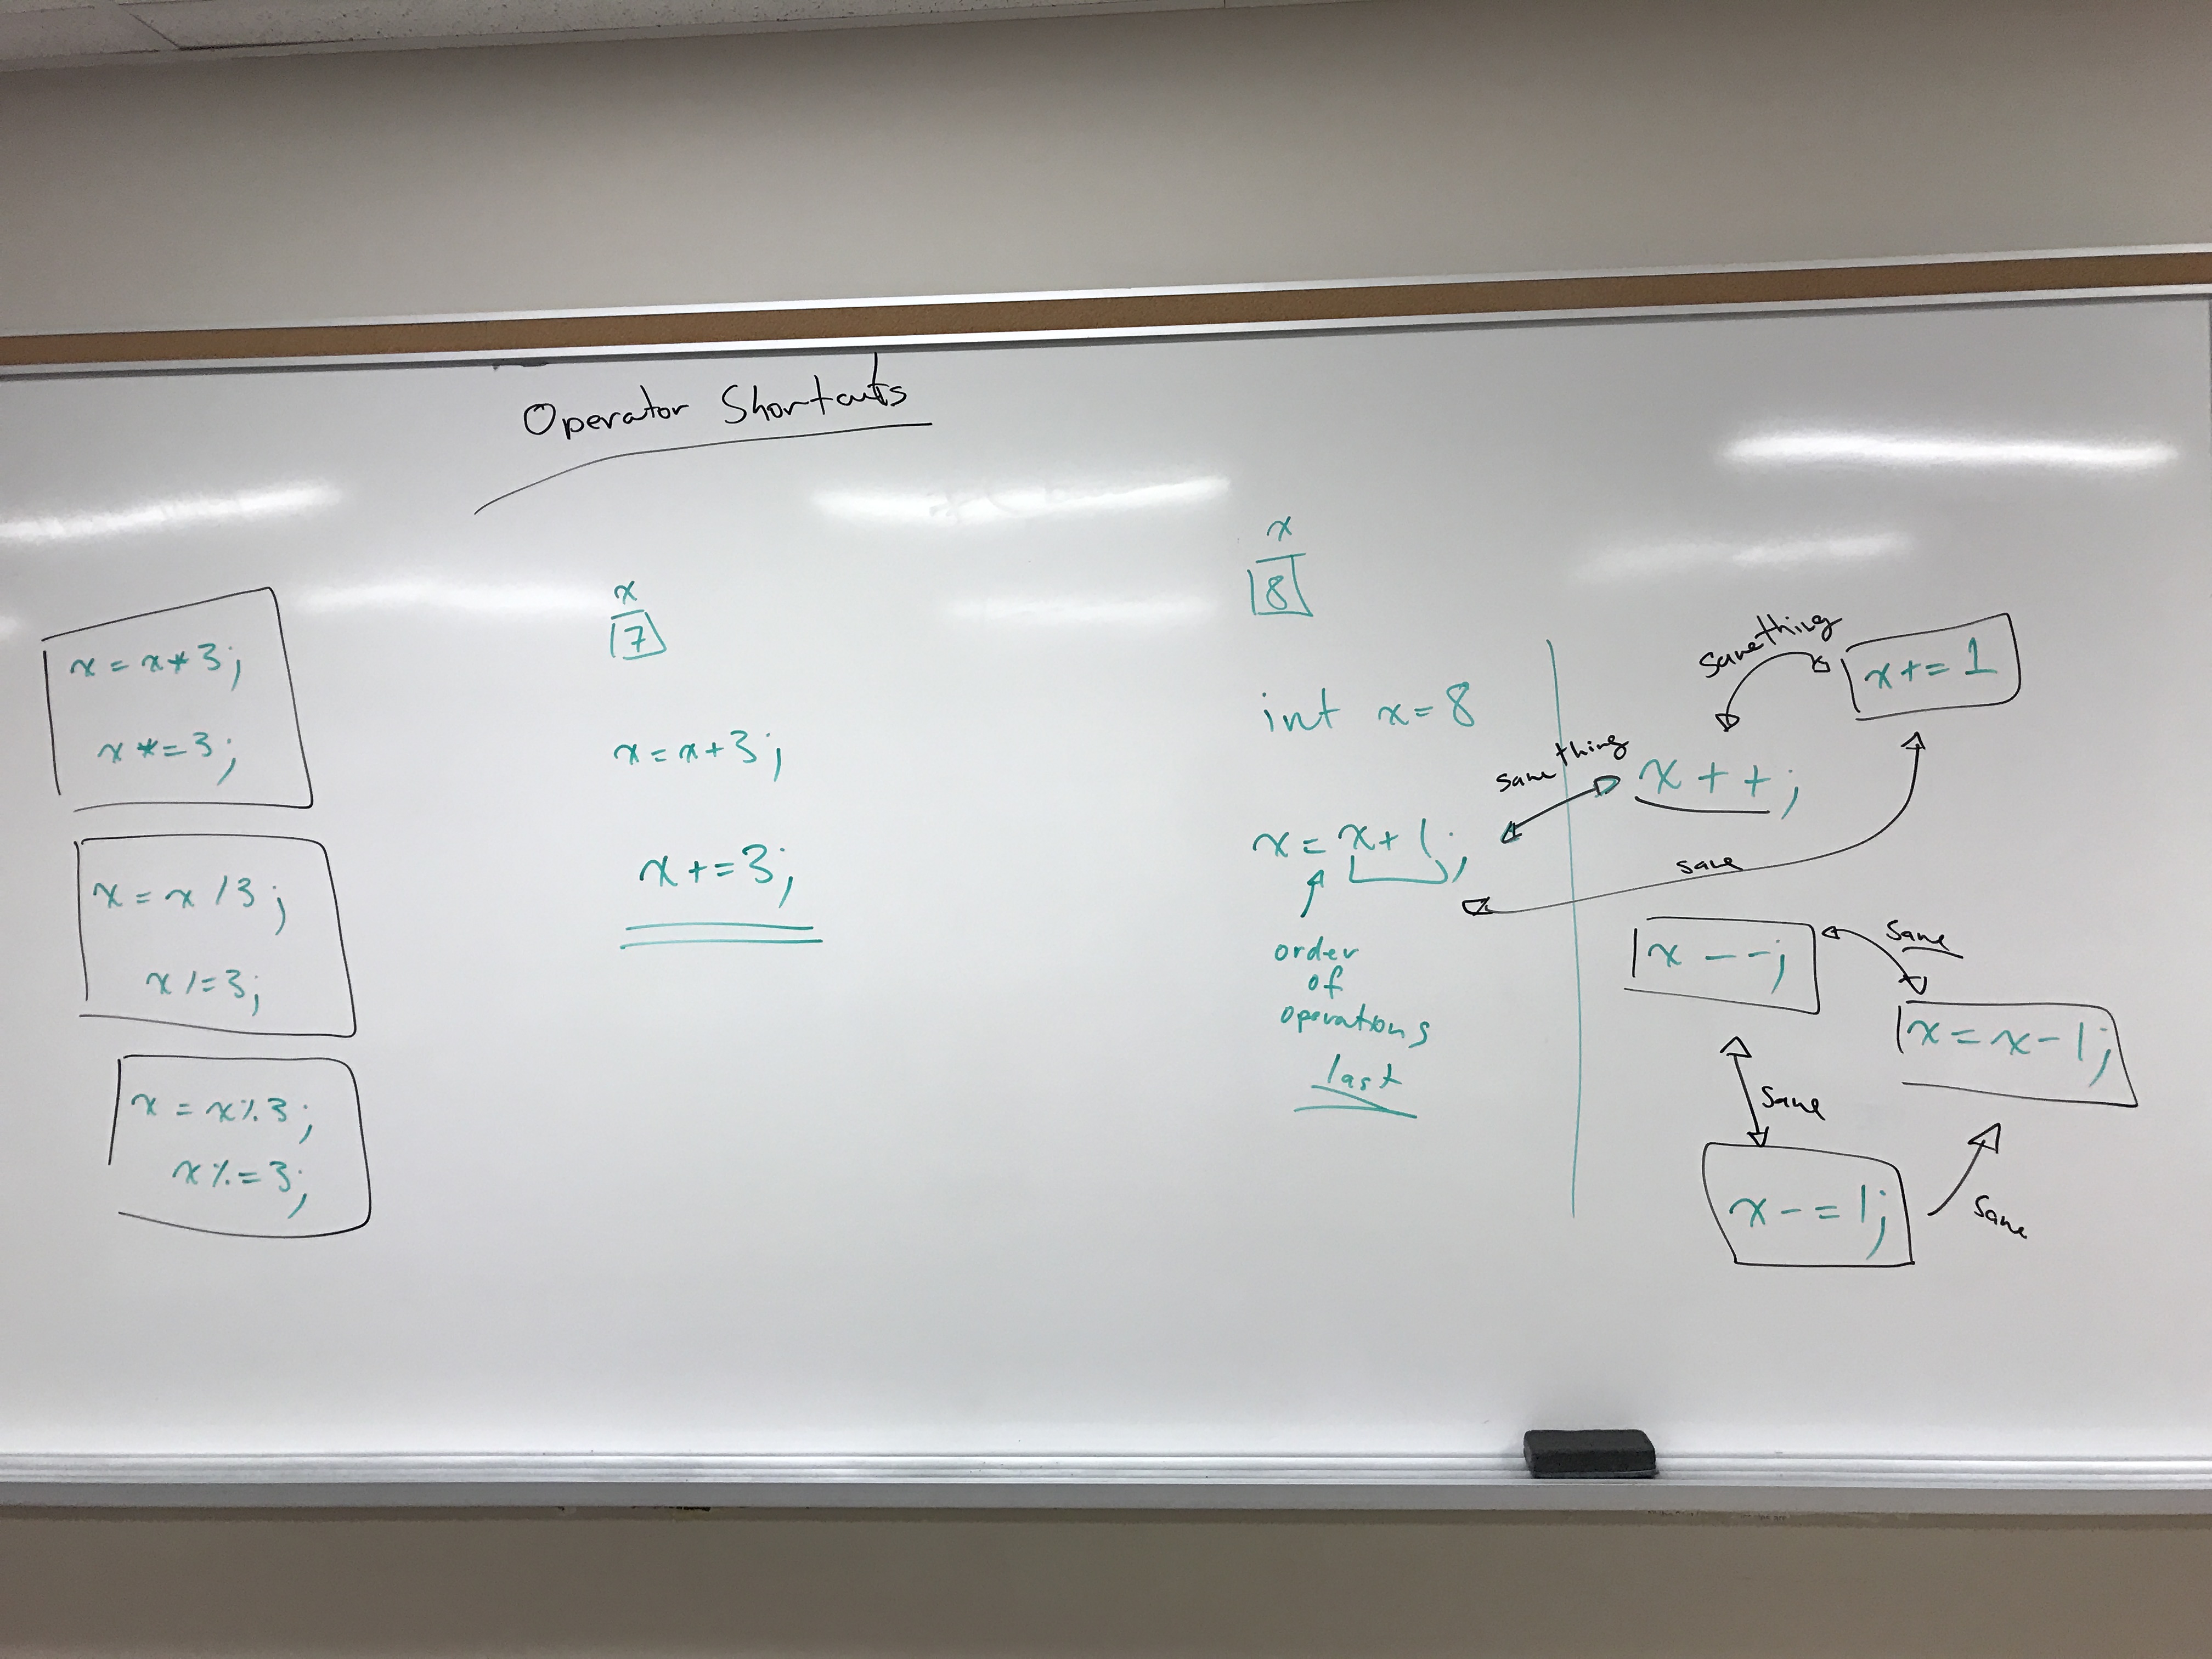 Operator Shortcuts
x = x * 3;
x *= 3;
x = x / 3;
x /= 3;
x = x % 3;
x %= 3;
x
7
x = x + 3;
x += 3;
x
8
int x = 8
x = x + 1;
order
of
operations
last
same thing
x += 1
same thing
x ++;
same
x --;
same
x = x - 1;
same
x -= 1;
same